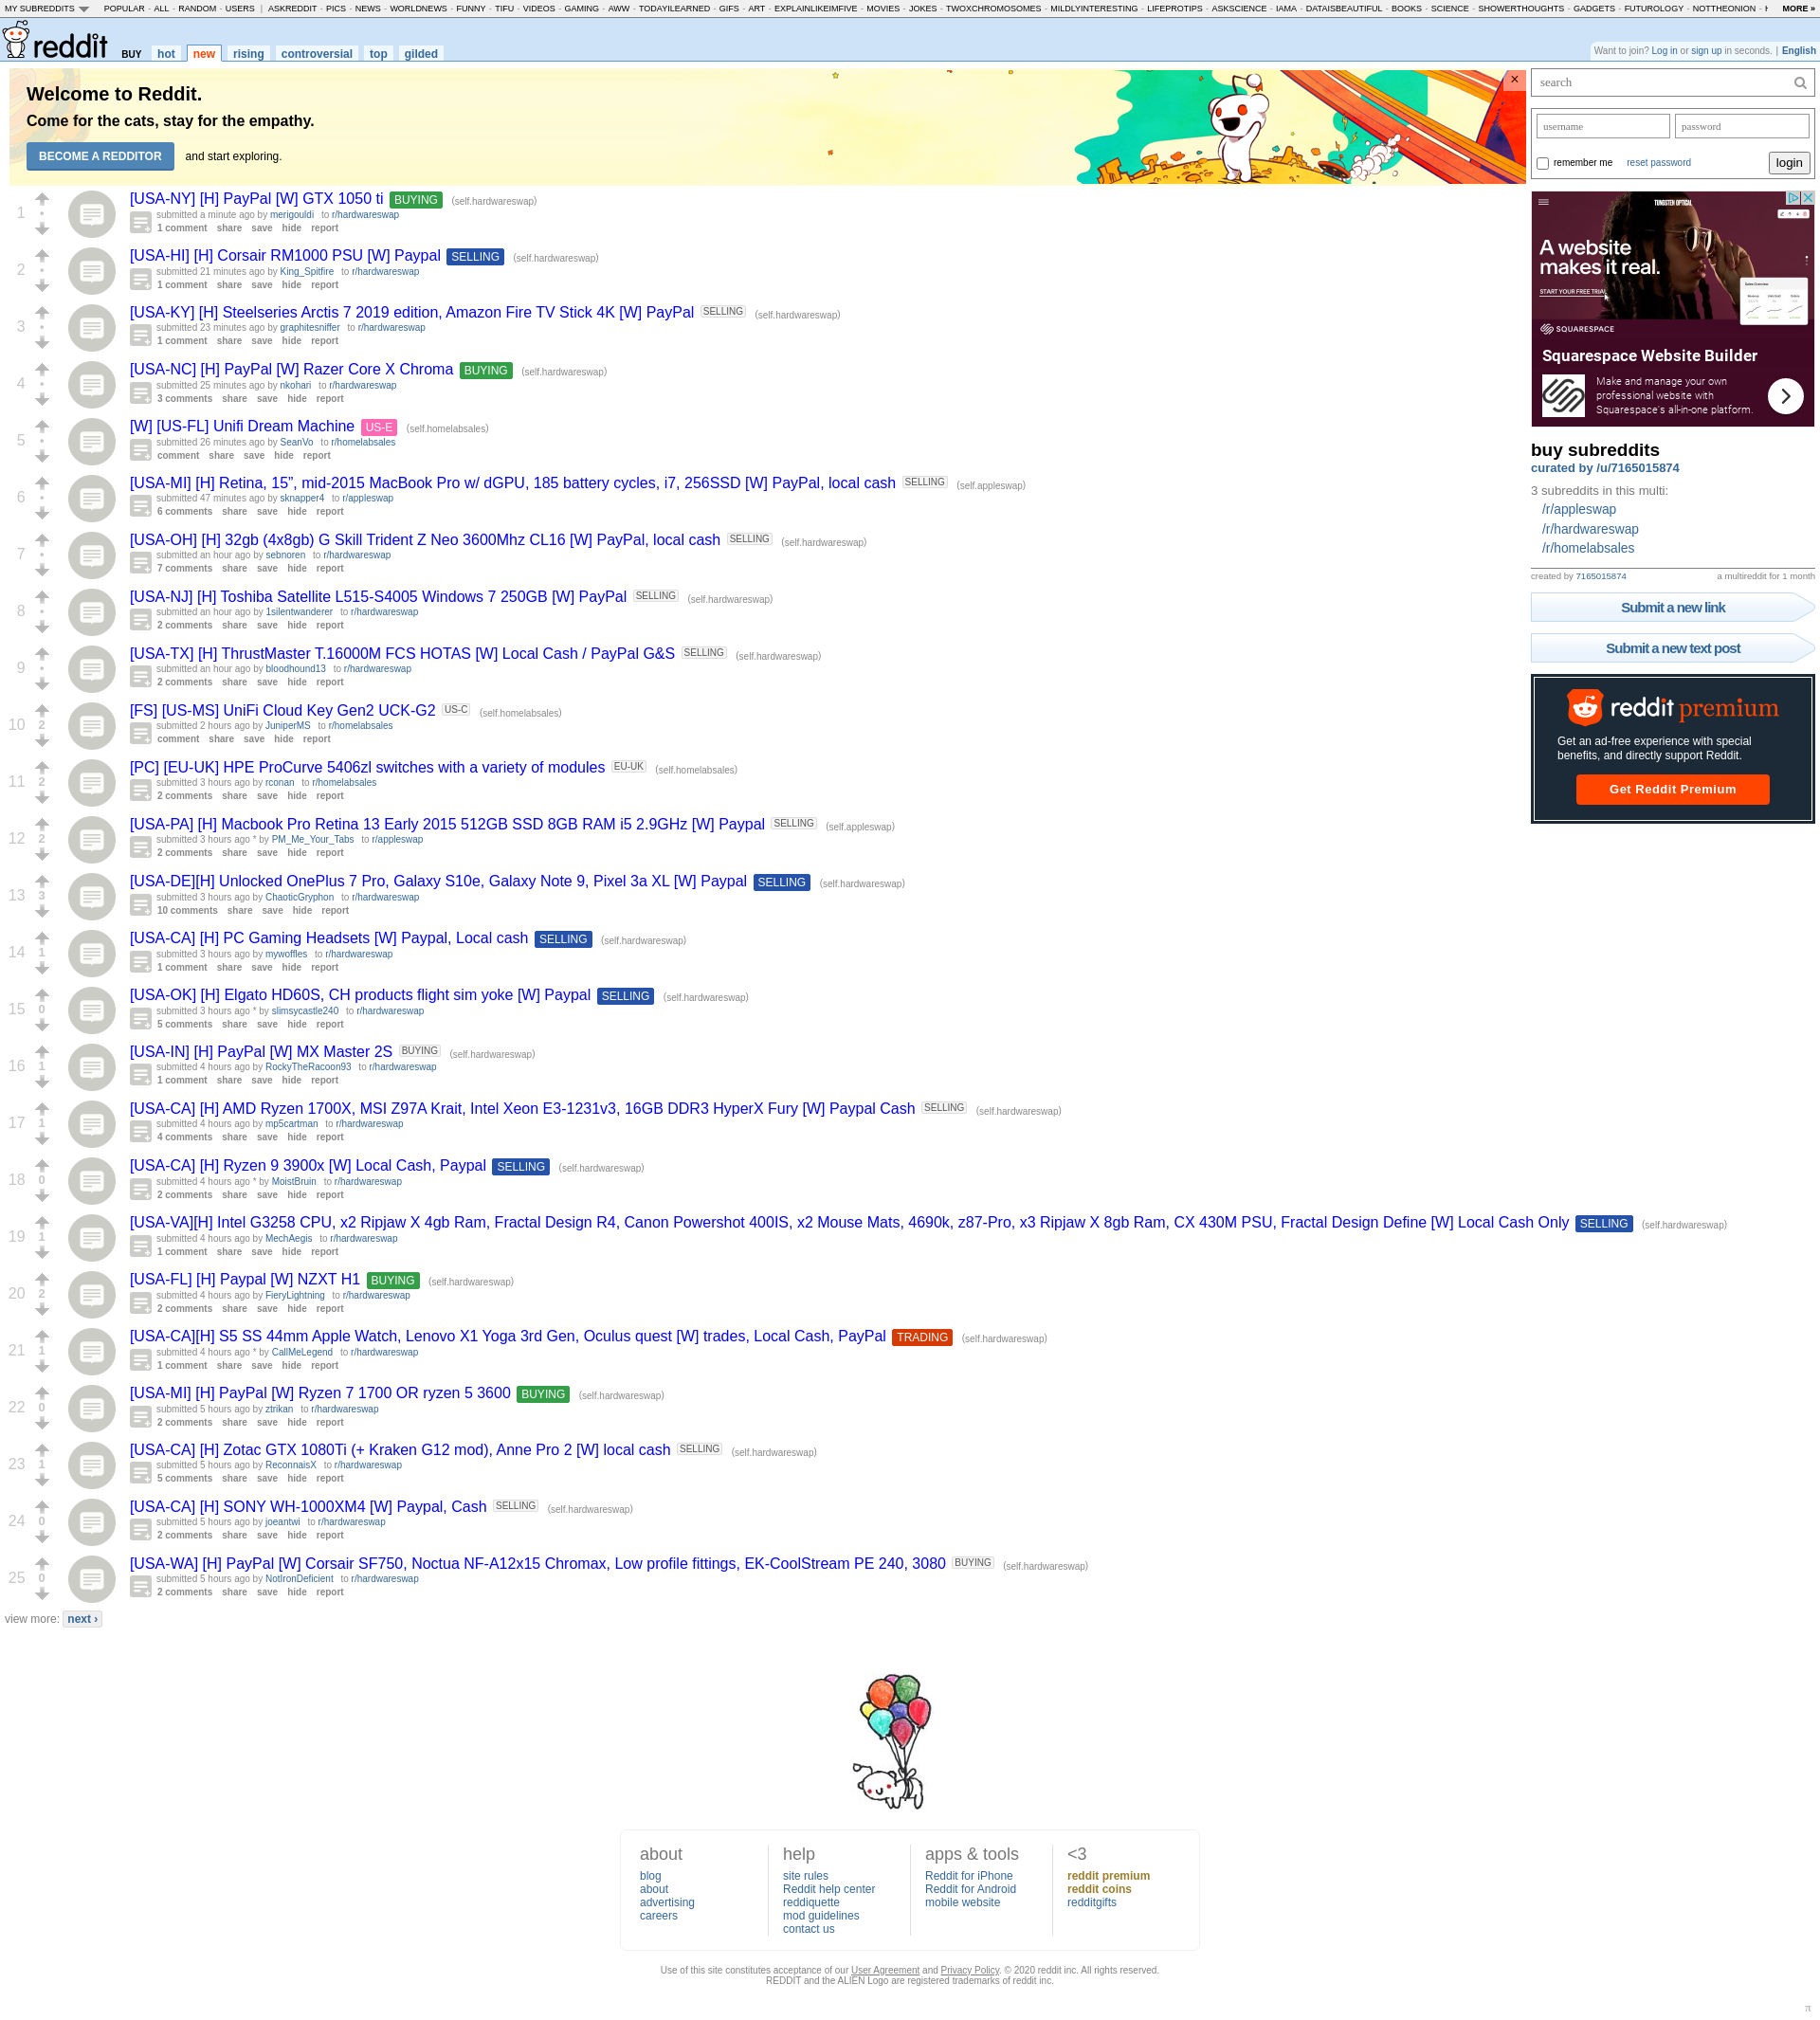 MY SUBREDDITS POPULAR - ALL - RANDOM - USERS | ASKREDDIT - PICS - NEWS - WORLDNEWS - FUNNY - TIFU - VIDEOS - GAMING - AWW - TODAYILEARNED - GIFS - ART - EXPLAINLIKEIMFIVE - MOVIES - JOKES - TWOXCHROMOSOMES - MILDLYINTERESTING - LIFEPROTIPS - ASKSCIENCE - IAMA - DATAISBEAUTIFUL - BOOKS - SCIENCE - SHOWERTHOUGHTS - GADGETS - FUTUROLOGY - NOTTHEONION - MORE »
reddit BUY hot new rising controversial top gilded
Want to join? Log in or sign up in seconds. | English
Welcome to Reddit.
Come for the cats, stay for the empathy.
BECOME A REDDITOR and start exploring.
×
1
[USA-NY] [H] PayPal [W] GTX 1050 ti BUYING (self.hardwareswap)
submitted a minute ago by merigouldi to r/hardwareswap
1 comment share save hide report
2
[USA-HI] [H] Corsair RM1000 PSU [W] Paypal SELLING (self.hardwareswap)
submitted 21 minutes ago by King_Spitfire to r/hardwareswap
1 comment share save hide report
3
[USA-KY] [H] Steelseries Arctis 7 2019 edition, Amazon Fire TV Stick 4K [W] PayPal SELLING (self.hardwareswap)
submitted 23 minutes ago by graphitesniffer to r/hardwareswap
1 comment share save hide report
4
[USA-NC] [H] PayPal [W] Razer Core X Chroma BUYING (self.hardwareswap)
submitted 25 minutes ago by nkohari to r/hardwareswap
3 comments share save hide report
5
[W] [US-FL] Unifi Dream Machine US-E (self.homelabsales)
submitted 26 minutes ago by SeanVo to r/homelabsales
comment share save hide report
6
[USA-MI] [H] Retina, 15”, mid-2015 MacBook Pro w/ dGPU, 185 battery cycles, i7, 256SSD [W] PayPal, local cash SELLING (self.appleswap)
submitted 47 minutes ago by sknapper4 to r/appleswap
6 comments share save hide report
7
[USA-OH] [H] 32gb (4x8gb) G Skill Trident Z Neo 3600Mhz CL16 [W] PayPal, local cash SELLING (self.hardwareswap)
submitted an hour ago by sebnoren to r/hardwareswap
7 comments share save hide report
8
[USA-NJ] [H] Toshiba Satellite L515-S4005 Windows 7 250GB [W] PayPal SELLING (self.hardwareswap)
submitted an hour ago by 1silentwanderer to r/hardwareswap
2 comments share save hide report
9
[USA-TX] [H] ThrustMaster T.16000M FCS HOTAS [W] Local Cash / PayPal G&S SELLING (self.hardwareswap)
submitted an hour ago by bloodhound13 to r/hardwareswap
2 comments share save hide report
10 2
[FS] [US-MS] UniFi Cloud Key Gen2 UCK-G2 US-C (self.homelabsales)
submitted 2 hours ago by JuniperMS to r/homelabsales
comment share save hide report
11 2
[PC] [EU-UK] HPE ProCurve 5406zl switches with a variety of modules EU-UK (self.homelabsales)
submitted 3 hours ago by rconan to r/homelabsales
2 comments share save hide report
12 2
[USA-PA] [H] Macbook Pro Retina 13 Early 2015 512GB SSD 8GB RAM i5 2.9GHz [W] Paypal SELLING (self.appleswap)
submitted 3 hours ago * by PM_Me_Your_Tabs to r/appleswap
2 comments share save hide report
13 3
[USA-DE][H] Unlocked OnePlus 7 Pro, Galaxy S10e, Galaxy Note 9, Pixel 3a XL [W] Paypal SELLING (self.hardwareswap)
submitted 3 hours ago by ChaoticGryphon to r/hardwareswap
10 comments share save hide report
14 1
[USA-CA] [H] PC Gaming Headsets [W] Paypal, Local cash SELLING (self.hardwareswap)
submitted 3 hours ago by mywoffles to r/hardwareswap
1 comment share save hide report
15 0
[USA-OK] [H] Elgato HD60S, CH products flight sim yoke [W] Paypal SELLING (self.hardwareswap)
submitted 3 hours ago * by slimsycastle240 to r/hardwareswap
5 comments share save hide report
16 1
[USA-IN] [H] PayPal [W] MX Master 2S BUYING (self.hardwareswap)
submitted 4 hours ago by RockyTheRacoon93 to r/hardwareswap
1 comment share save hide report
17 1
[USA-CA] [H] AMD Ryzen 1700X, MSI Z97A Krait, Intel Xeon E3-1231v3, 16GB DDR3 HyperX Fury [W] Paypal Cash SELLING (self.hardwareswap)
submitted 4 hours ago by mp5cartman to r/hardwareswap
4 comments share save hide report
18 0
[USA-CA] [H] Ryzen 9 3900x [W] Local Cash, Paypal SELLING (self.hardwareswap)
submitted 4 hours ago * by MoistBruin to r/hardwareswap
2 comments share save hide report
19 1
[USA-VA][H] Intel G3258 CPU, x2 Ripjaw X 4gb Ram, Fractal Design R4, Canon Powershot 400IS, x2 Mouse Mats, 4690k, z87-Pro, x3 Ripjaw X 8gb Ram, CX 430M PSU, Fractal Design Define [W] Local Cash Only SELLING (self.hardwareswap)
submitted 4 hours ago by MechAegis to r/hardwareswap
1 comment share save hide report
20 2
[USA-FL] [H] Paypal [W] NZXT H1 BUYING (self.hardwareswap)
submitted 4 hours ago by FieryLightning to r/hardwareswap
2 comments share save hide report
21 1
[USA-CA][H] S5 SS 44mm Apple Watch, Lenovo X1 Yoga 3rd Gen, Oculus quest [W] trades, Local Cash, PayPal TRADING (self.hardwareswap)
submitted 4 hours ago * by CallMeLegend to r/hardwareswap
1 comment share save hide report
22 0
[USA-MI] [H] PayPal [W] Ryzen 7 1700 OR ryzen 5 3600 BUYING (self.hardwareswap)
submitted 5 hours ago by ztrikan to r/hardwareswap
2 comments share save hide report
23 1
[USA-CA] [H] Zotac GTX 1080Ti (+ Kraken G12 mod), Anne Pro 2 [W] local cash SELLING (self.hardwareswap)
submitted 5 hours ago by ReconnaisX to r/hardwareswap
5 comments share save hide report
24 0
[USA-CA] [H] SONY WH-1000XM4 [W] Paypal, Cash SELLING (self.hardwareswap)
submitted 5 hours ago by joeantwi to r/hardwareswap
2 comments share save hide report
25 0
[USA-WA] [H] PayPal [W] Corsair SF750, Noctua NF-A12x15 Chromax, Low profile fittings, EK-CoolStream PE 240, 3080 BUYING (self.hardwareswap)
submitted 5 hours ago by NotIronDeficient to r/hardwareswap
2 comments share save hide report
view more: next ›
search
username password
remember me reset password login
TUNGSTEN OPTICAL
A website
makes it real.
START YOUR FREE TRIAL
SQUARESPACE
Squarespace Website Builder
Make and manage your own
professional website with
Squarespace's all-in-one platform.
buy subreddits
curated by /u/7165015874
3 subreddits in this multi:
/r/appleswap
/r/hardwareswap
/r/homelabsales
created by 7165015874 a multireddit for 1 month
Submit a new link
Submit a new text post
reddit premium
Get an ad-free experience with special
benefits, and directly support Reddit.
Get Reddit Premium
about
blog
about
advertising
careers
help
site rules
Reddit help center
reddiquette
mod guidelines
contact us
apps & tools
Reddit for iPhone
Reddit for Android
mobile website
<3
reddit premium
reddit coins
redditgifts
Use of this site constitutes acceptance of our User Agreement and Privacy Policy. © 2020 reddit inc. All rights reserved.
REDDIT and the ALIEN Logo are registered trademarks of reddit inc.
π